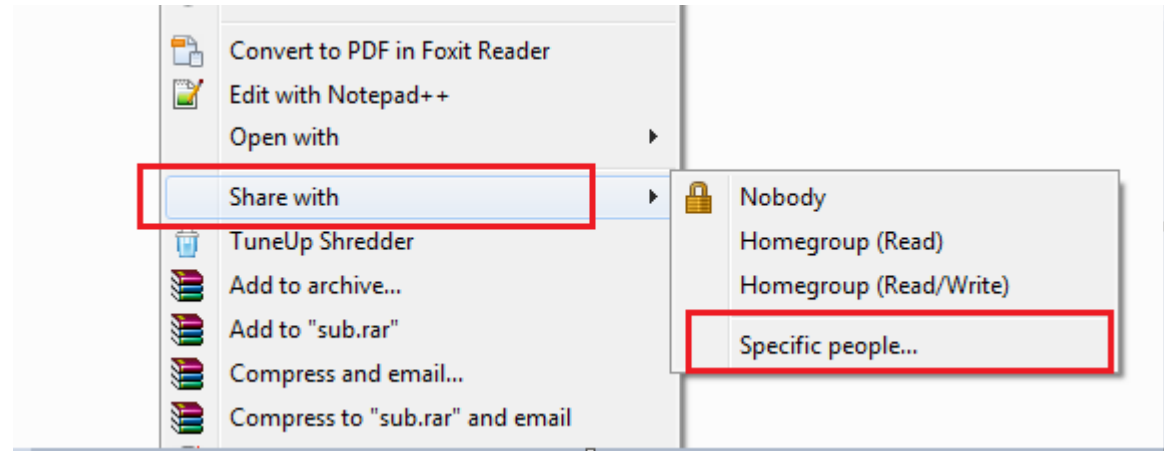 Convert to PDF in Foxit Reader
Edit with Notepad++
Open with
Share with
TuneUp Shredder
Add to archive...
Add to "sub.rar"
Compress and email...
Compress to "sub.rar" and email
Nobody
Homegroup (Read)
Homegroup (Read/Write)
Specific people...